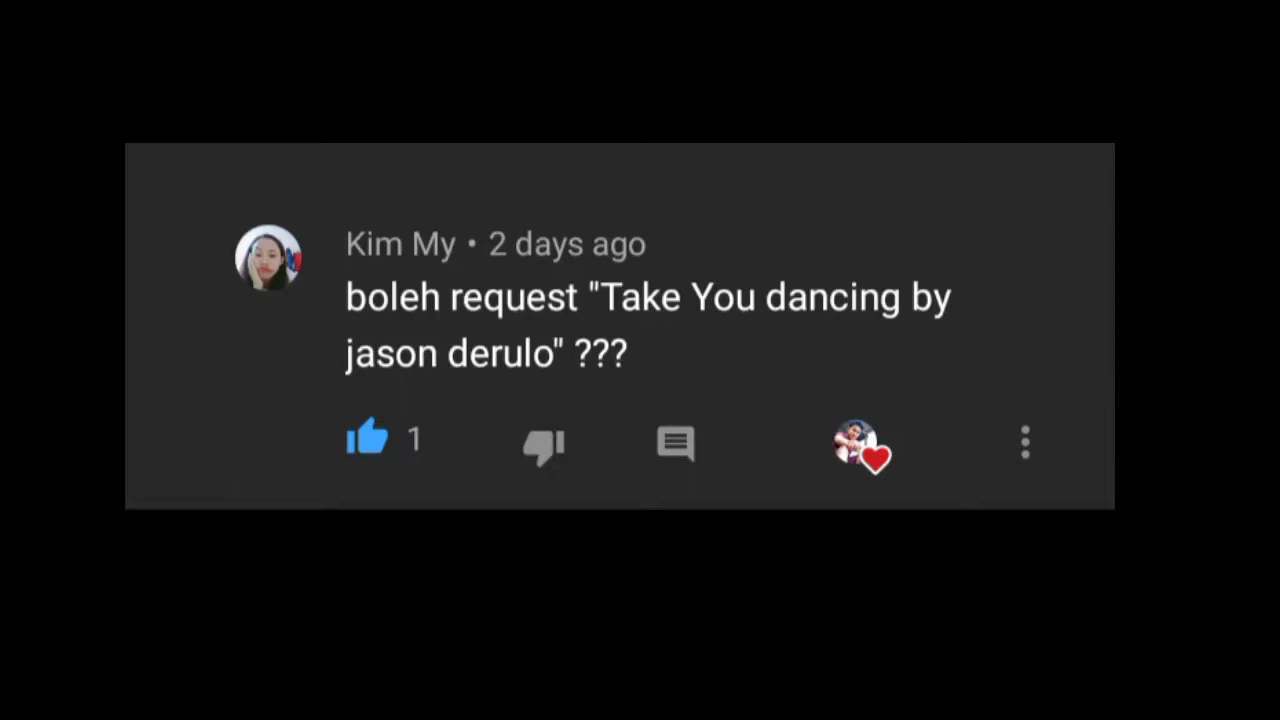 Kim My • 2 days ago
boleh request "Take You dancing by
jason derulo" ???
1